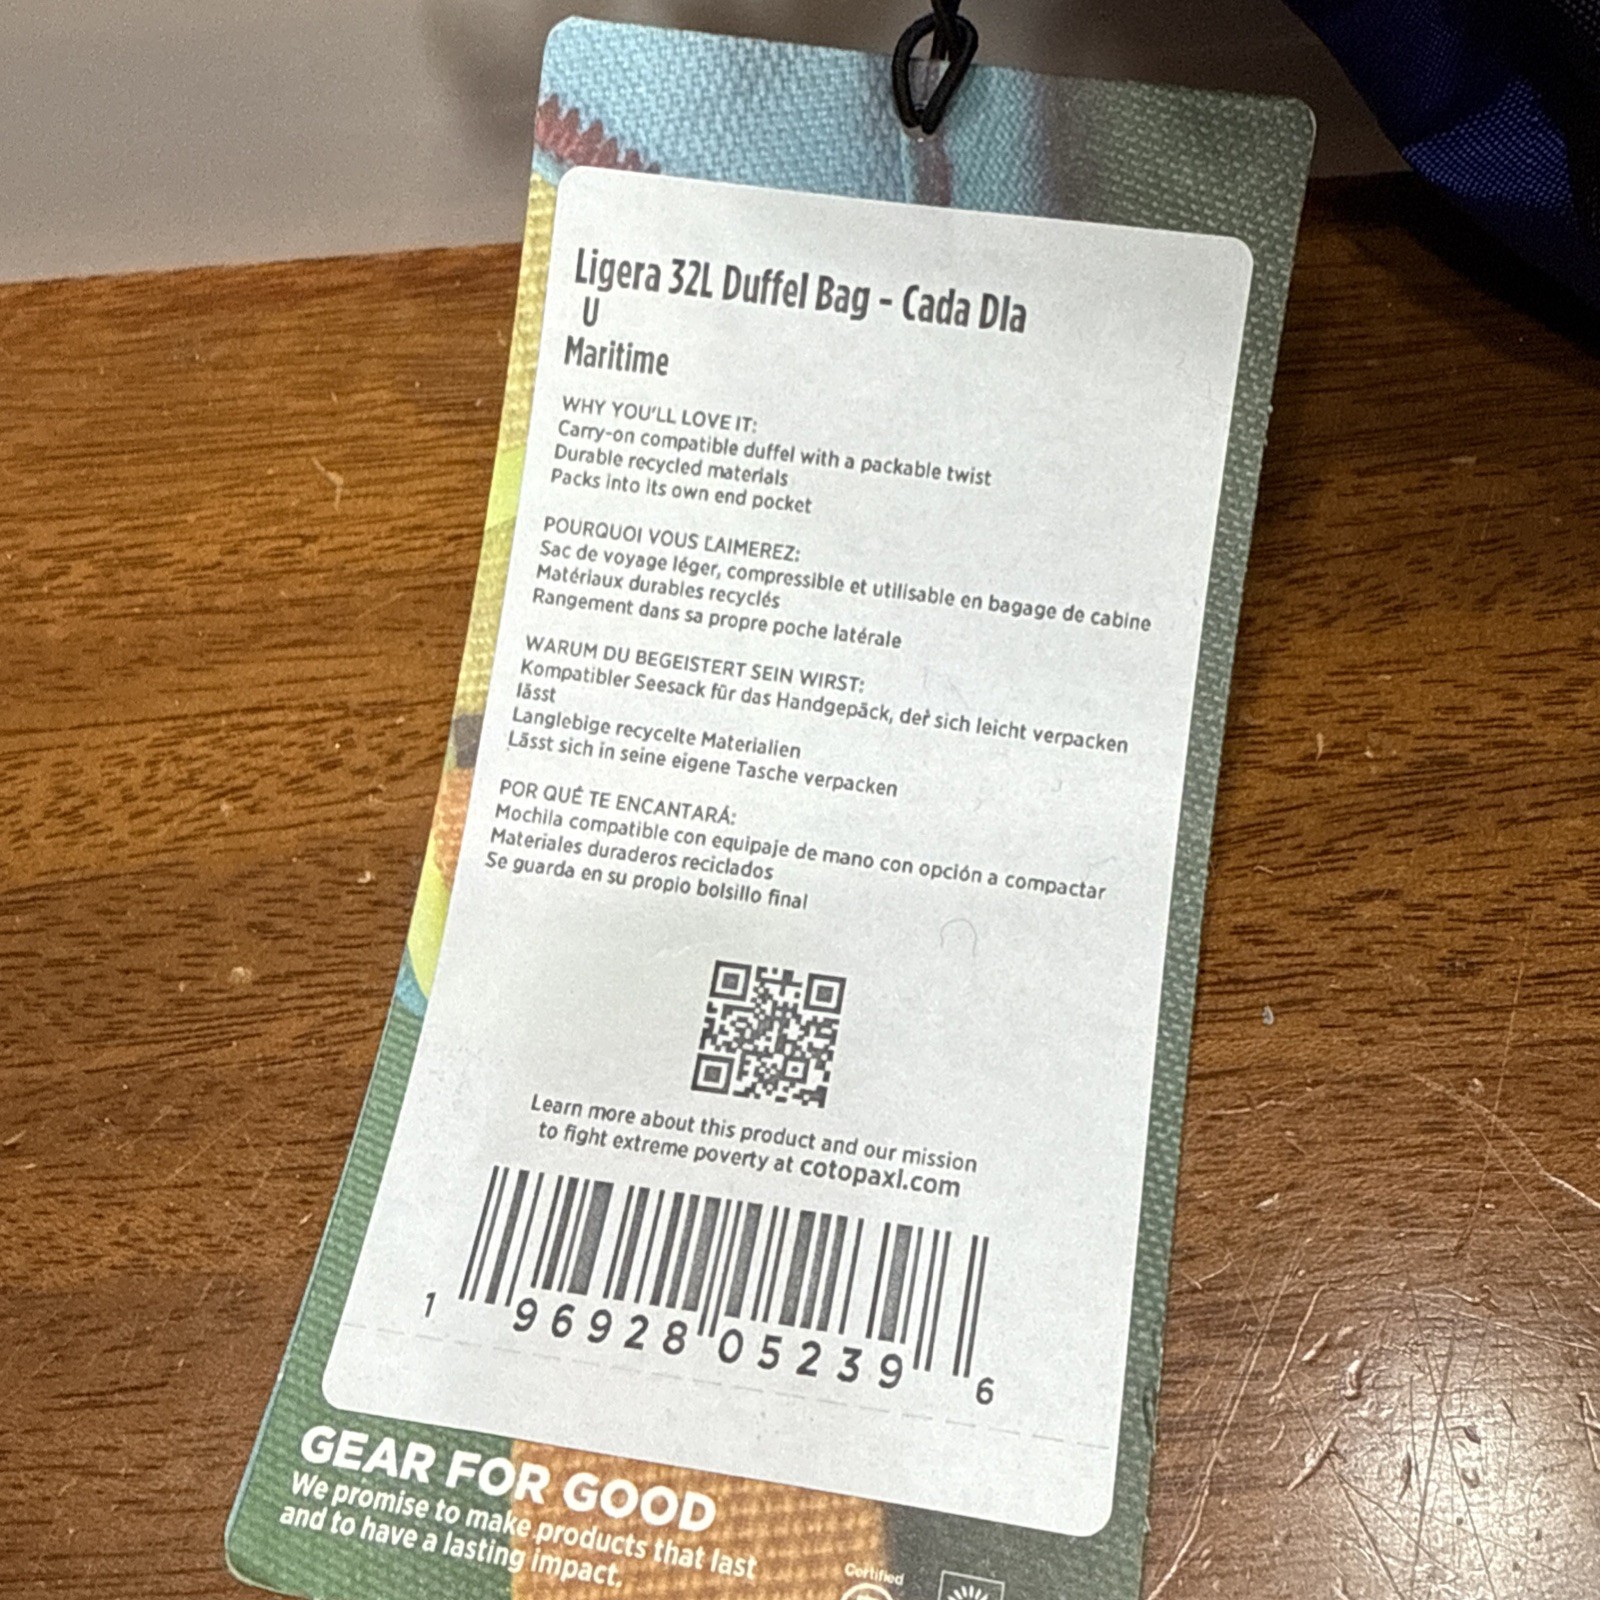 Ligera 32L Duffel Bag - Cada Día
U
Maritime
WHY YOU'LL LOVE IT:
Carry-on compatible duffel with a packable twist
Durable recycled materials
Packs into its own end pocket
POURQUOI VOUS L'AIMEREZ:
Sac de voyage léger, compressible et utilisable en bagage de cabine
Matériaux durables recyclés
Rangement dans sa propre poche latérale
WARUM DU BEGEISTERT SEIN WIRST:
Kompatibler Seesack für das Handgepäck, der sich leicht verpacken
lässt
Langlebige recycelte Materialien
Lässt sich in seine eigene Tasche verpacken
POR QUÉ TE ENCANTARÁ:
Mochila compatible con equipaje de mano con opción a compactar
Materiales duraderos reciclados
Se guarda en su propio bolsillo final
Learn more about this product and our mission
to fight extreme poverty at cotopaxi.com
1 96928 05239 6
GEAR FOR GOOD
We promise to make products that last
and to have a lasting impact.
Certified